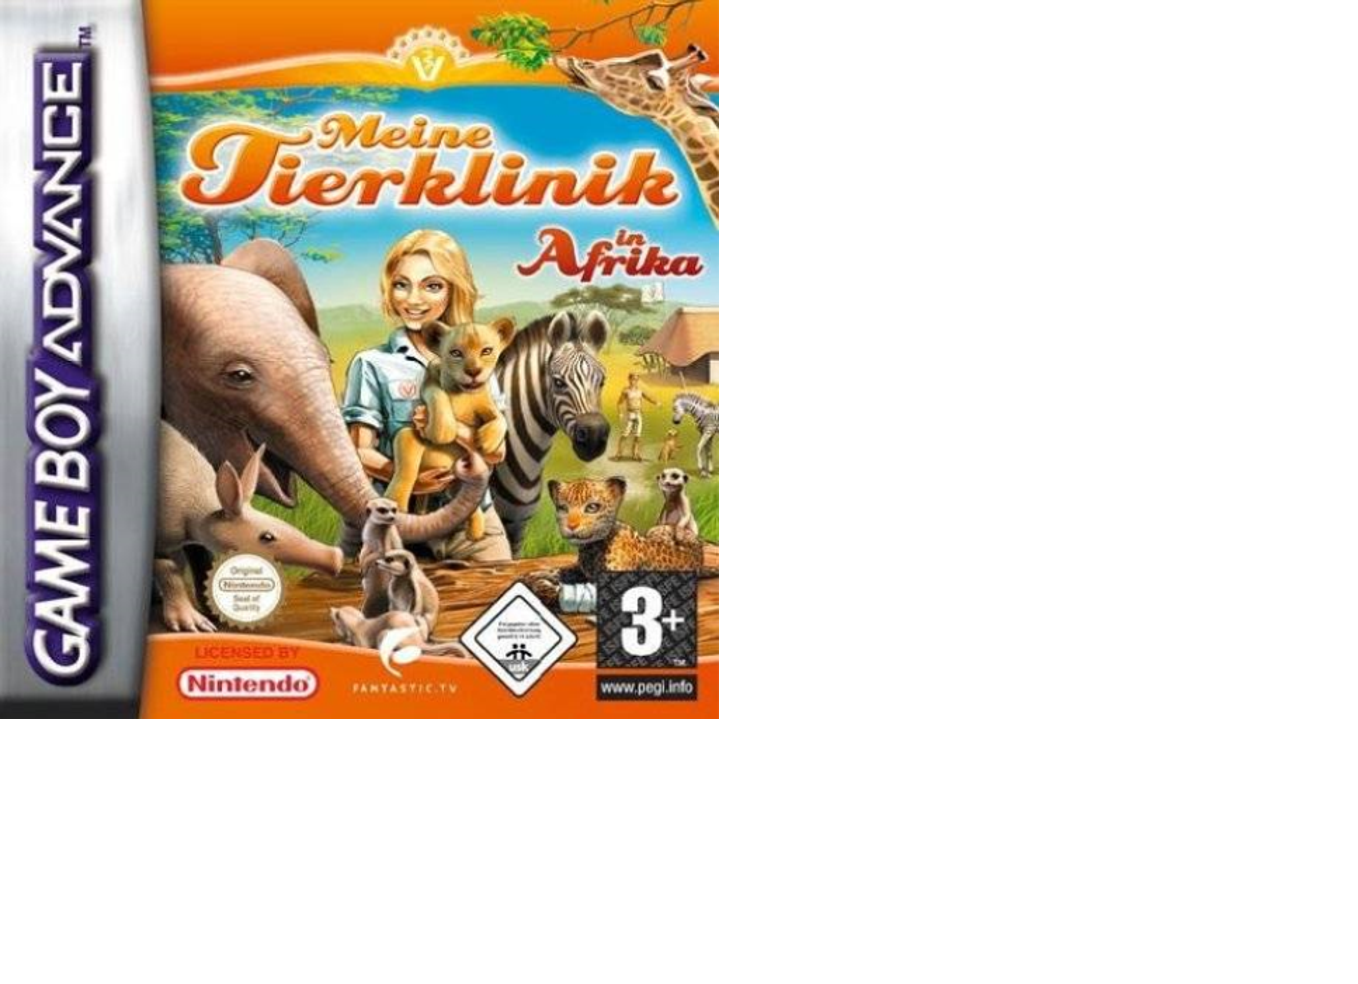 GAME BOY ADVANCE™
Meine
Tierklinik
in
Afrika
Original
Nintendo
Seal of
Quality
LICENSED BY
Nintendo®
FANTASTIC.TV
usk
3+
TM
www.pegi.info